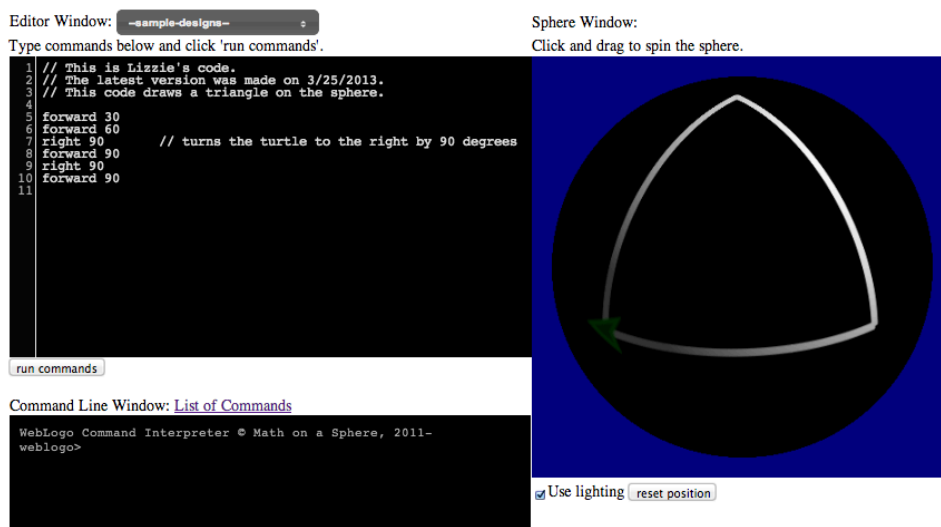 Editor Window: --sample-designs--
Type commands below and click 'run commands'.
1 // This is Lizzie's code.
2 // The latest version was made on 3/25/2013.
3 // This code draws a triangle on the sphere.
4
5 forward 30
6 forward 60
7 right 90 // turns the turtle to the right by 90 degrees
8 forward 90
9 right 90
10 forward 90
11
run commands
Command Line Window: List of Commands
WebLogo Command Interpreter © Math on a Sphere, 2011-
weblogo>
Sphere Window:
Click and drag to spin the sphere.
Use lighting reset position